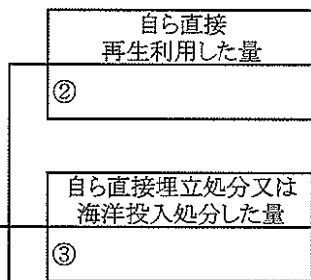 自ら直接
再生利用した量
②
自ら直接埋立処分又は
海洋投入処分した量
③